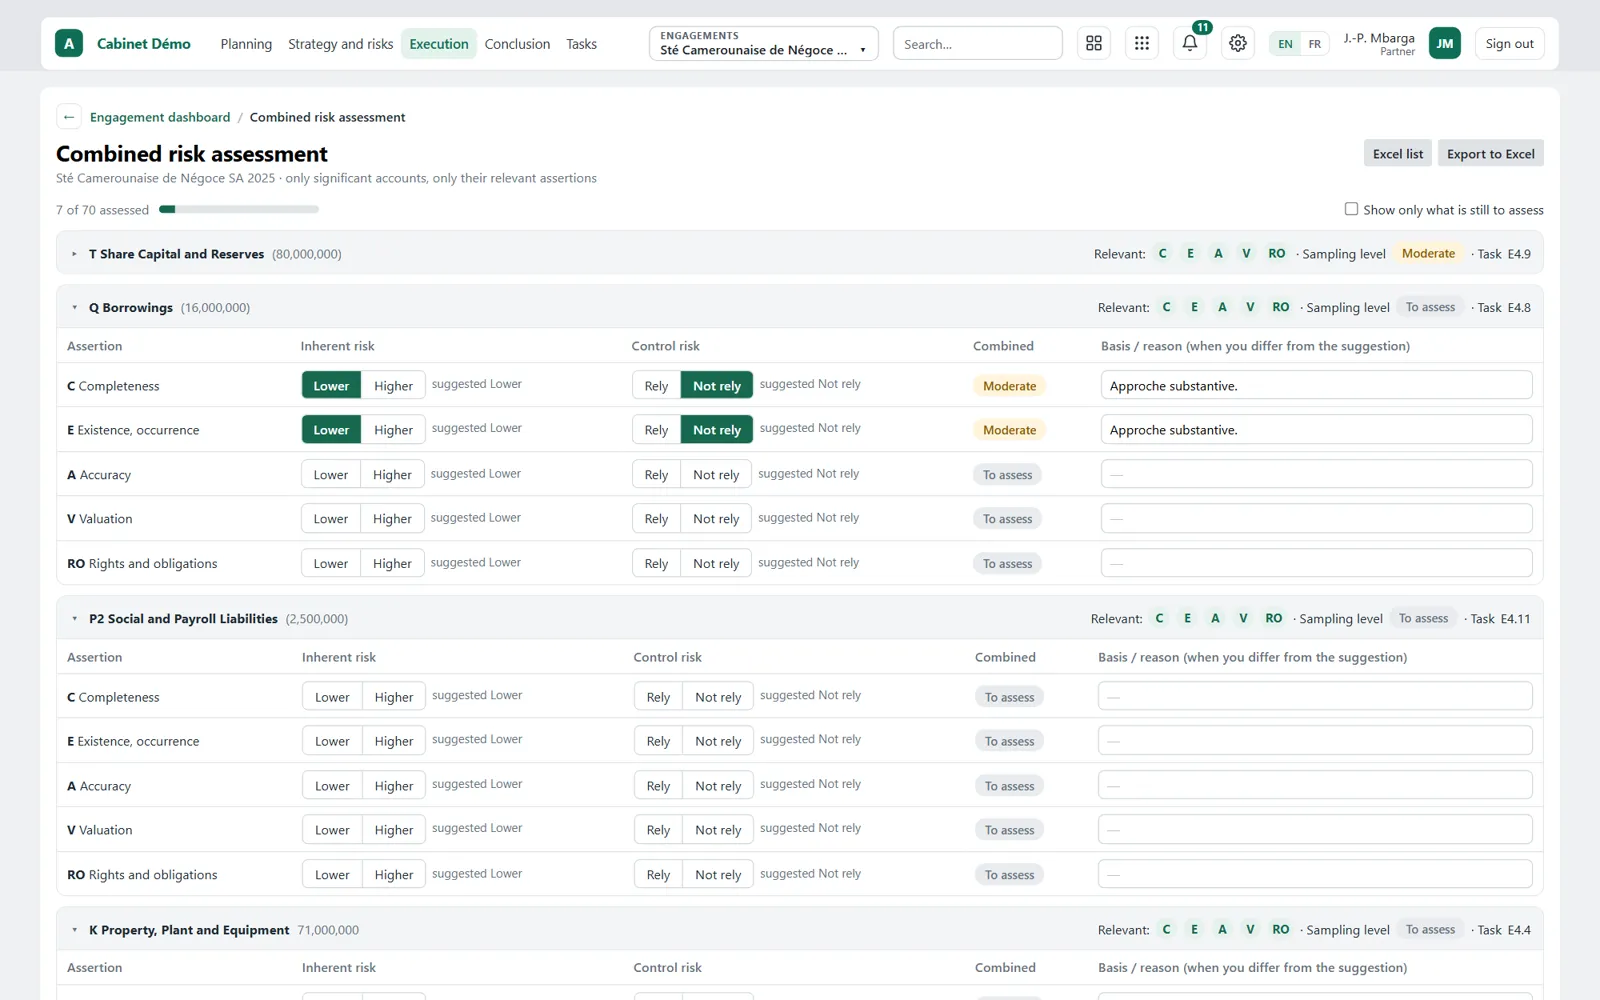 A Cabinet Démo Planning Strategy and risks Execution Conclusion Tasks ENGAGEMENTS Search... 11 EN FR J.-P. Mbarga JM Sign out
Sté Camerounaise de Négoce ... Partner
← Engagement dashboard / Combined risk assessment
Combined risk assessment Excel list Export to Excel
Sté Camerounaise de Négoce SA 2025 · only significant accounts, only their relevant assertions
7 of 70 assessed Show only what is still to assess
T Share Capital and Reserves (80,000,000) Relevant: C E A V RO · Sampling level Moderate · Task E4.9
Q Borrowings (16,000,000) Relevant: C E A V RO · Sampling level To assess · Task E4.8
Assertion Inherent risk Control risk Combined Basis / reason (when you differ from the suggestion)
C Completeness Lower Higher suggested Lower Rely Not rely suggested Not rely Moderate Approche substantive.
E Existence, occurrence Lower Higher suggested Lower Rely Not rely suggested Not rely Moderate Approche substantive.
A Accuracy Lower Higher suggested Lower Rely Not rely suggested Not rely To assess —
V Valuation Lower Higher suggested Lower Rely Not rely suggested Not rely To assess —
RO Rights and obligations Lower Higher suggested Lower Rely Not rely suggested Not rely To assess —
P2 Social and Payroll Liabilities (2,500,000) Relevant: C E A V RO · Sampling level To assess · Task E4.11
Assertion Inherent risk Control risk Combined Basis / reason (when you differ from the suggestion)
C Completeness Lower Higher suggested Lower Rely Not rely suggested Not rely To assess —
E Existence, occurrence Lower Higher suggested Lower Rely Not rely suggested Not rely To assess —
A Accuracy Lower Higher suggested Lower Rely Not rely suggested Not rely To assess —
V Valuation Lower Higher suggested Lower Rely Not rely suggested Not rely To assess —
RO Rights and obligations Lower Higher suggested Lower Rely Not rely suggested Not rely To assess —
K Property, Plant and Equipment 71,000,000 Relevant: C E A V RO · Sampling level To assess · Task E4.4
Assertion Inherent risk Control risk Combined Basis / reason (when you differ from the suggestion)